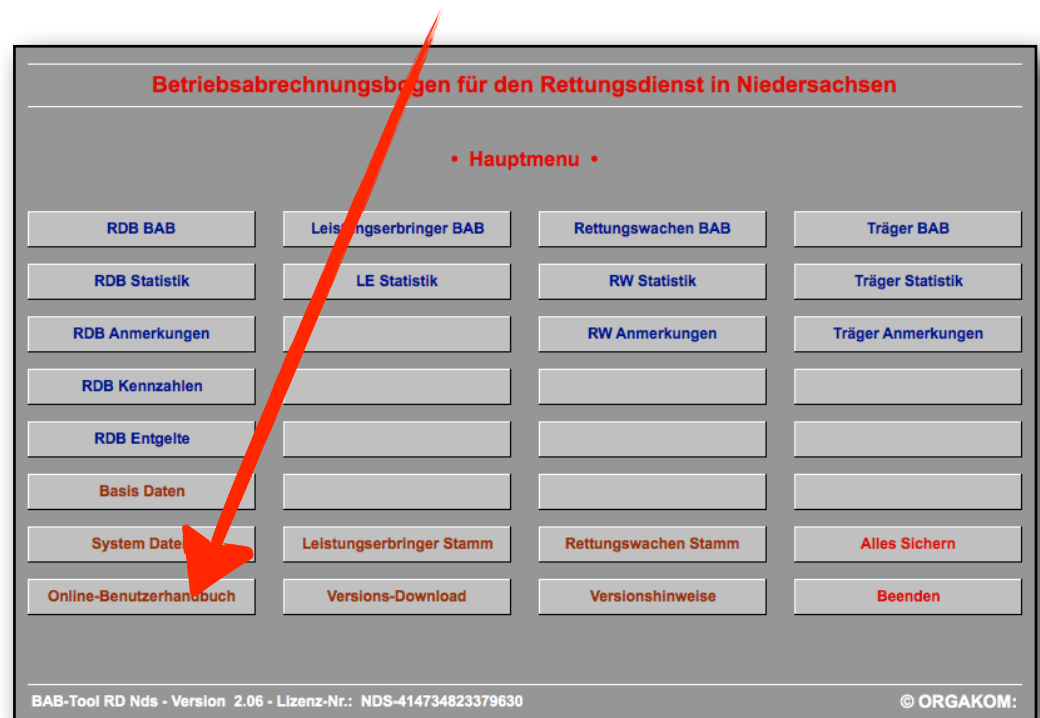 Betriebsabrechnungsbogen für den Rettungsdienst in Niedersachsen
• Hauptmenu •
RDB BAB
Leistungserbringer BAB
Rettungswachen BAB
Träger BAB
RDB Statistik
LE Statistik
RW Statistik
Träger Statistik
RDB Anmerkungen
RW Anmerkungen
Träger Anmerkungen
RDB Kennzahlen
RDB Entgelte
Basis Daten
System Daten
Leistungserbringer Stamm
Rettungswachen Stamm
Alles Sichern
Online-Benutzerhandbuch
Versions-Download
Versionshinweise
Beenden
BAB-Tool RD Nds - Version 2.06 - Lizenz-Nr.: NDS-414734823379630
© ORGAKOM: